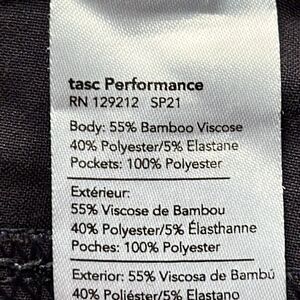 tasc Performance
RN 129212 SP21
Body: 55% Bamboo Viscose
40% Polyester/5% Elastane
Pockets: 100% Polyester
Extérieur:
55% Viscose de Bambou
40% Polyester/5% Élasthanne
Poches: 100% Polyester
Exterior: 55% Viscosa de Bambú
40% Poliéster/5% Elastano